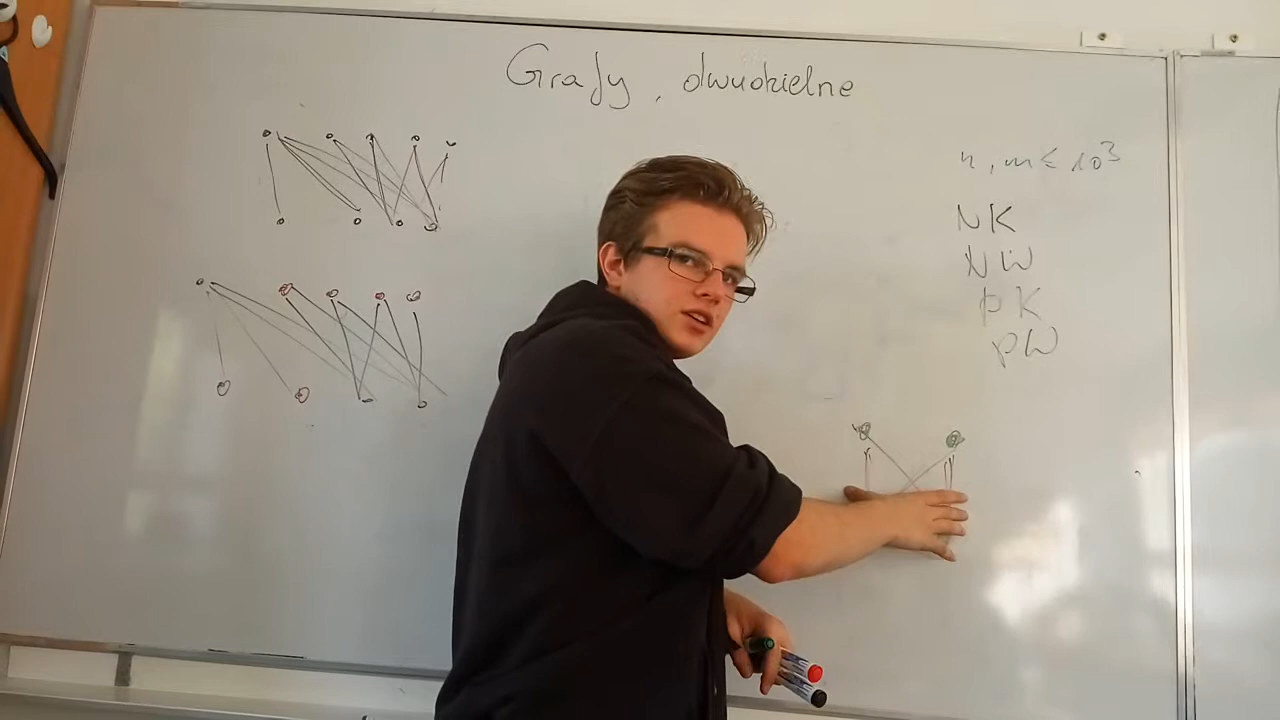 Grafy dwudzielne
n, m ≤ 10³
NK
NW
PK
PW